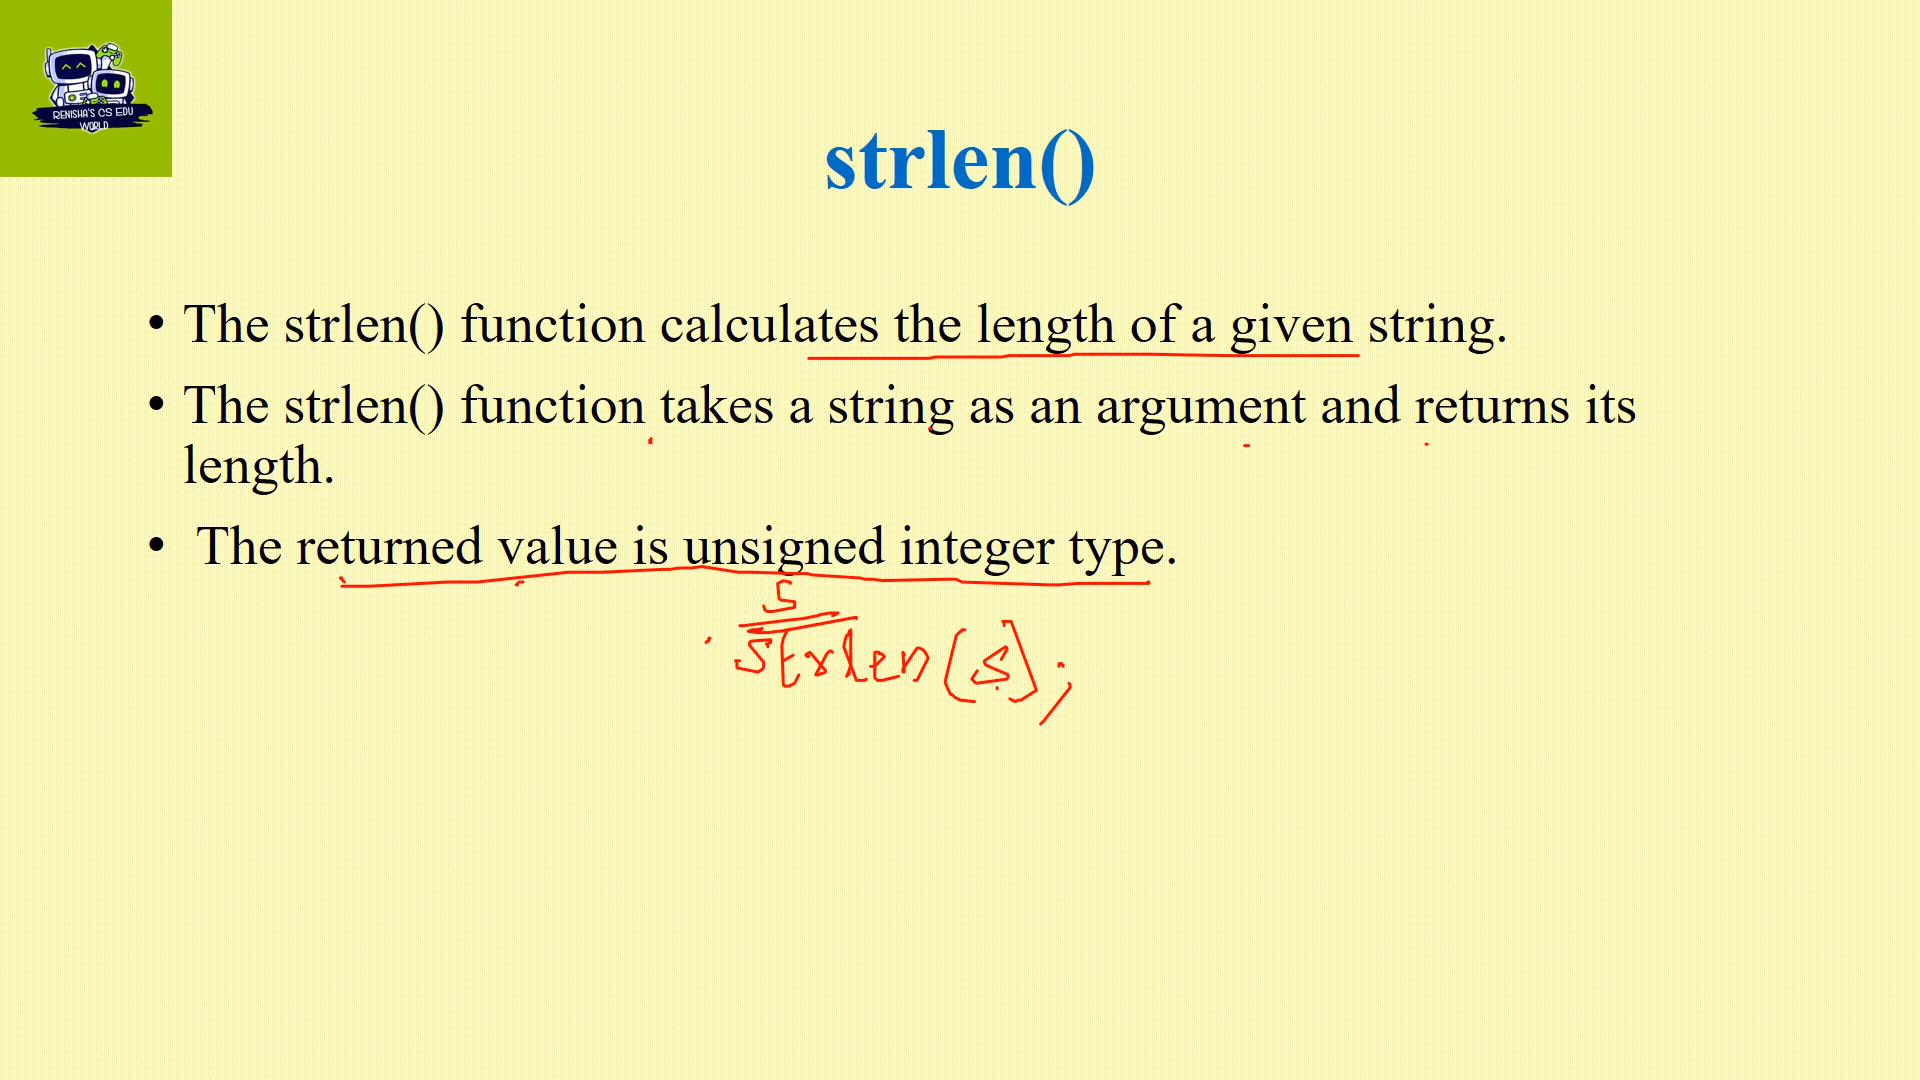 RENISHA'S CS EDU
WORLD
strlen()
• The strlen() function calculates the length of a given string.
• The strlen() function takes a string as an argument and returns its
length.
• The returned value is unsigned integer type.
5
strlen(s);